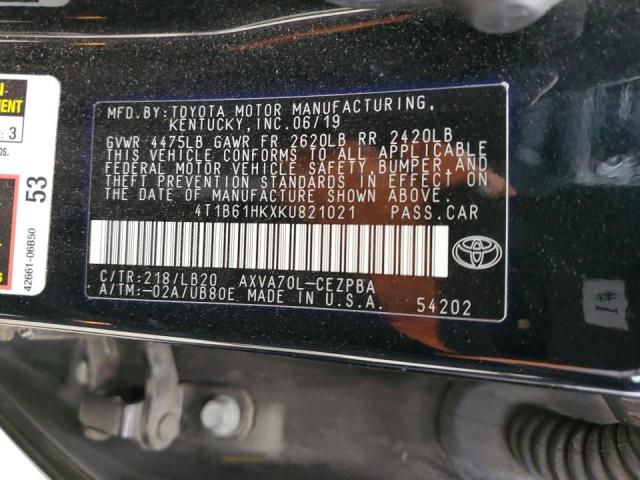 MFD.BY:TOYOTA MOTOR MANUFACTURING,
KENTUCKY,INC.06/19
GVWR 4475LB GAWR FR 2620LB RR 2420LB
THIS VEHICLE CONFORMS TO ALL APPLICABLE
FEDERAL MOTOR VEHICLE SAFETY,BUMPER,AND
THEFT PREVENTION STANDARDS IN EFFECT ON
THE DATE OF MANUFACTURE SHOWN ABOVE.
4T1B61HKXKU821021 PASS.CAR
C/TR:218/LB20 AXVA70L-CEZPBA
A/TM:-02A/UB80E MADE IN U.S.A.
54202
53
42661-06B50
3